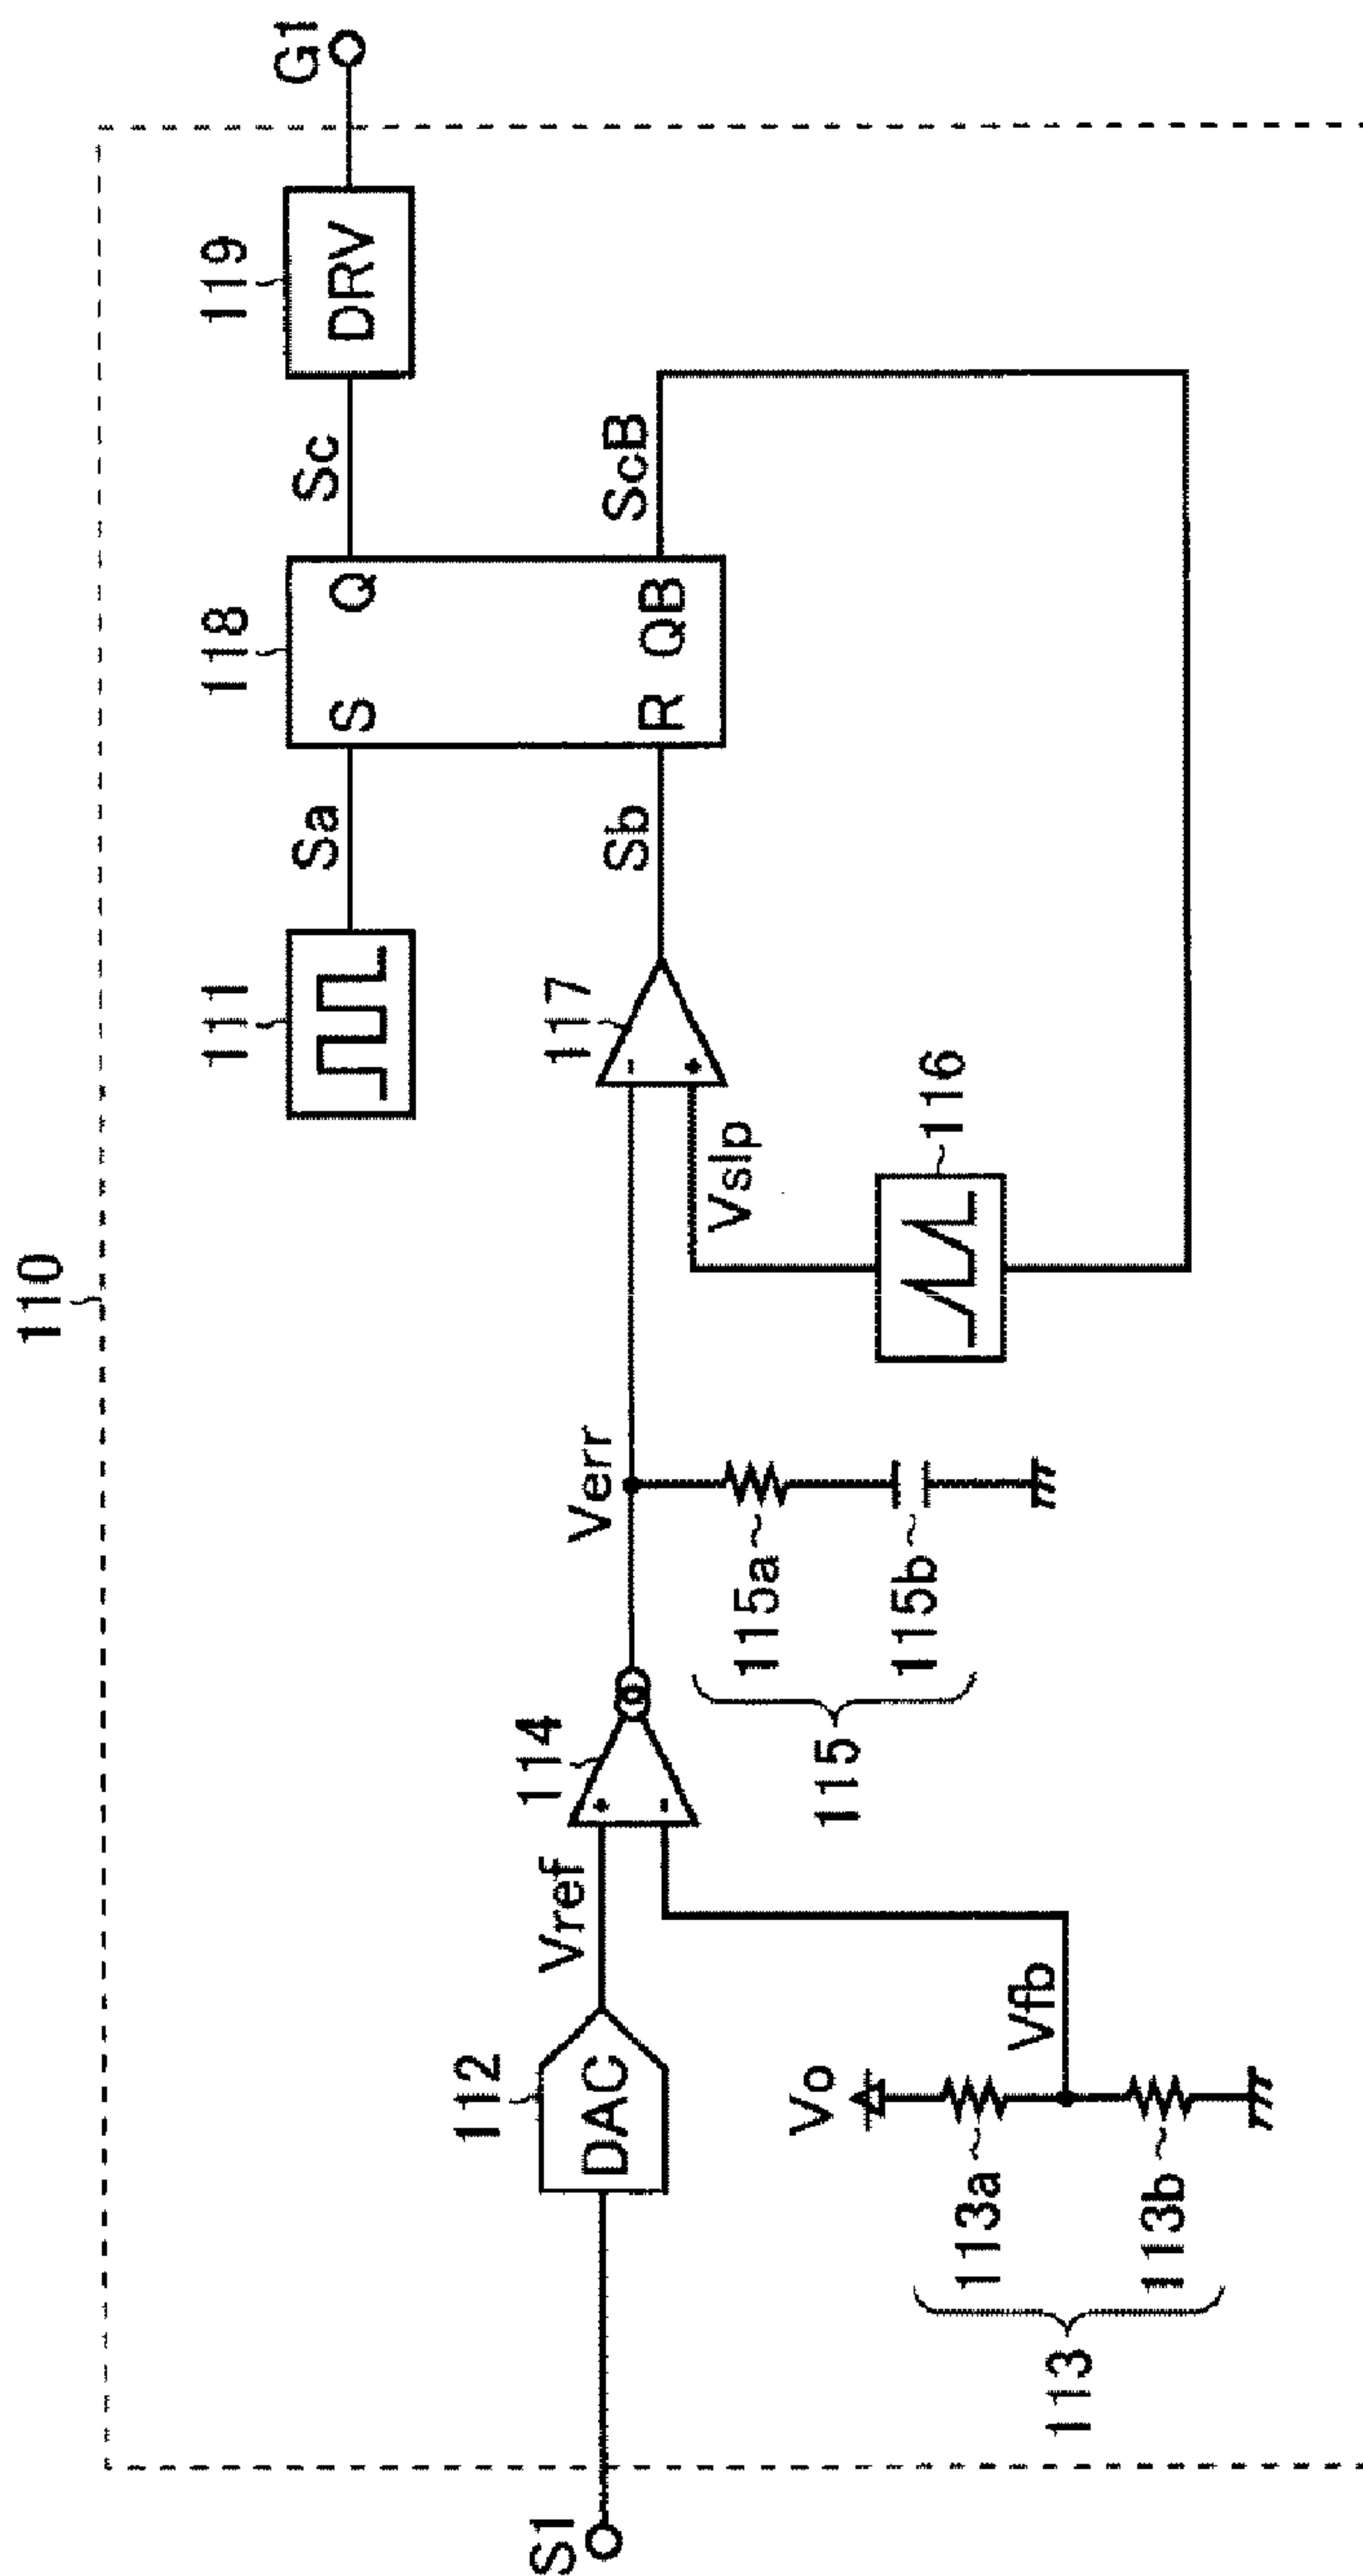 110
111
Sa
118
S
Q
R
QB
Sc
119
DRV
G1
117
-
+
Sb
ScB
S1
112
DAC
Vref
114
+
-
Verr
Vslp
116
115a
115b
115
Vo
Vfb
113a
113b
113